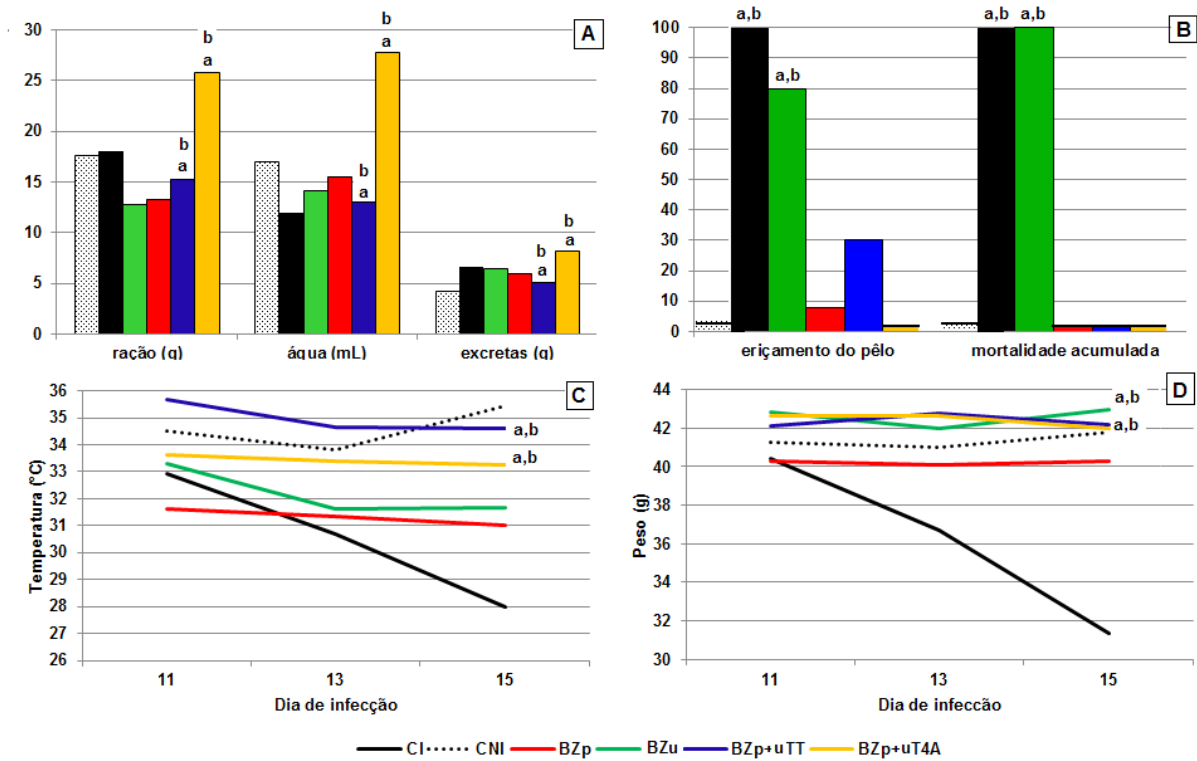 A
30
25
20
15
10
5
0
b
a
b
a
b
a
b
a
b
a
b
a
ração (g)
água (mL)
excretas (g)
B
100
90
80
70
60
50
40
30
20
10
0
a,b
a,b
a,b
a,b
eriçamento do pêlo
mortalidade acumulada
C
Temperatura (°C)
36
35
34
33
32
31
30
29
28
27
26
a,b
a,b
11
13
15
Dia de infecção
D
Peso (g)
44
42
40
38
36
34
32
30
a,b
a,b
11
13
15
Dia de infecção
CI
CNI
BZp
BZu
BZp+uTT
BZp+uT4A